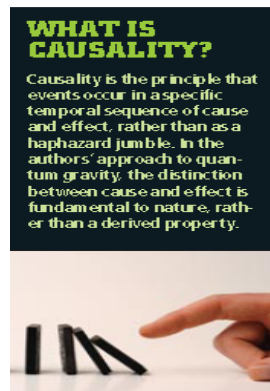 WHAT IS
CAUSALITY?
Causality is the principle that
events occur in a specific
temporal sequence of cause
and effect, rather than as a
haphazard jumble. In the
authors’ approach to quan-
tum gravity, the distinction
between cause and effect is
fundamental to nature, rath-
er than a derived property.